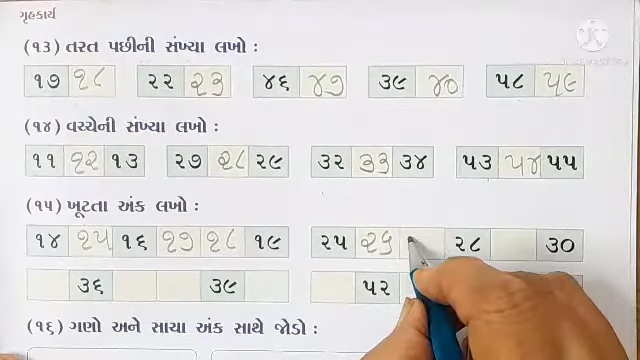 ગૃહકાર્ય
(૧૩) તરત પછીની સંખ્યા લખો :
૧૭ ૧૮ ૨૨ ૨૩ ૪૬ ૪૭ ૩૯ ૪૦ ૫૮ ૫૯
(૧૪) વચ્ચેની સંખ્યા લખો :
૧૧ ૧૨ ૧૩ ૨૭ ૨૮ ૨૯ ૩૨ ૩૩ ૩૪ ૫૩ ૫૪ ૫૫
(૧૫) ખૂટતા અંક લખો :
૧૪ ૧૫ ૧૬ ૧૭ ૧૮ ૧૯ ૨૫ ૨૬ ૨૮ ૩૦
૩૬ ૩૯ ૫૨
(૧૬) ગણો અને સાચા અંક સાથે જોડો :